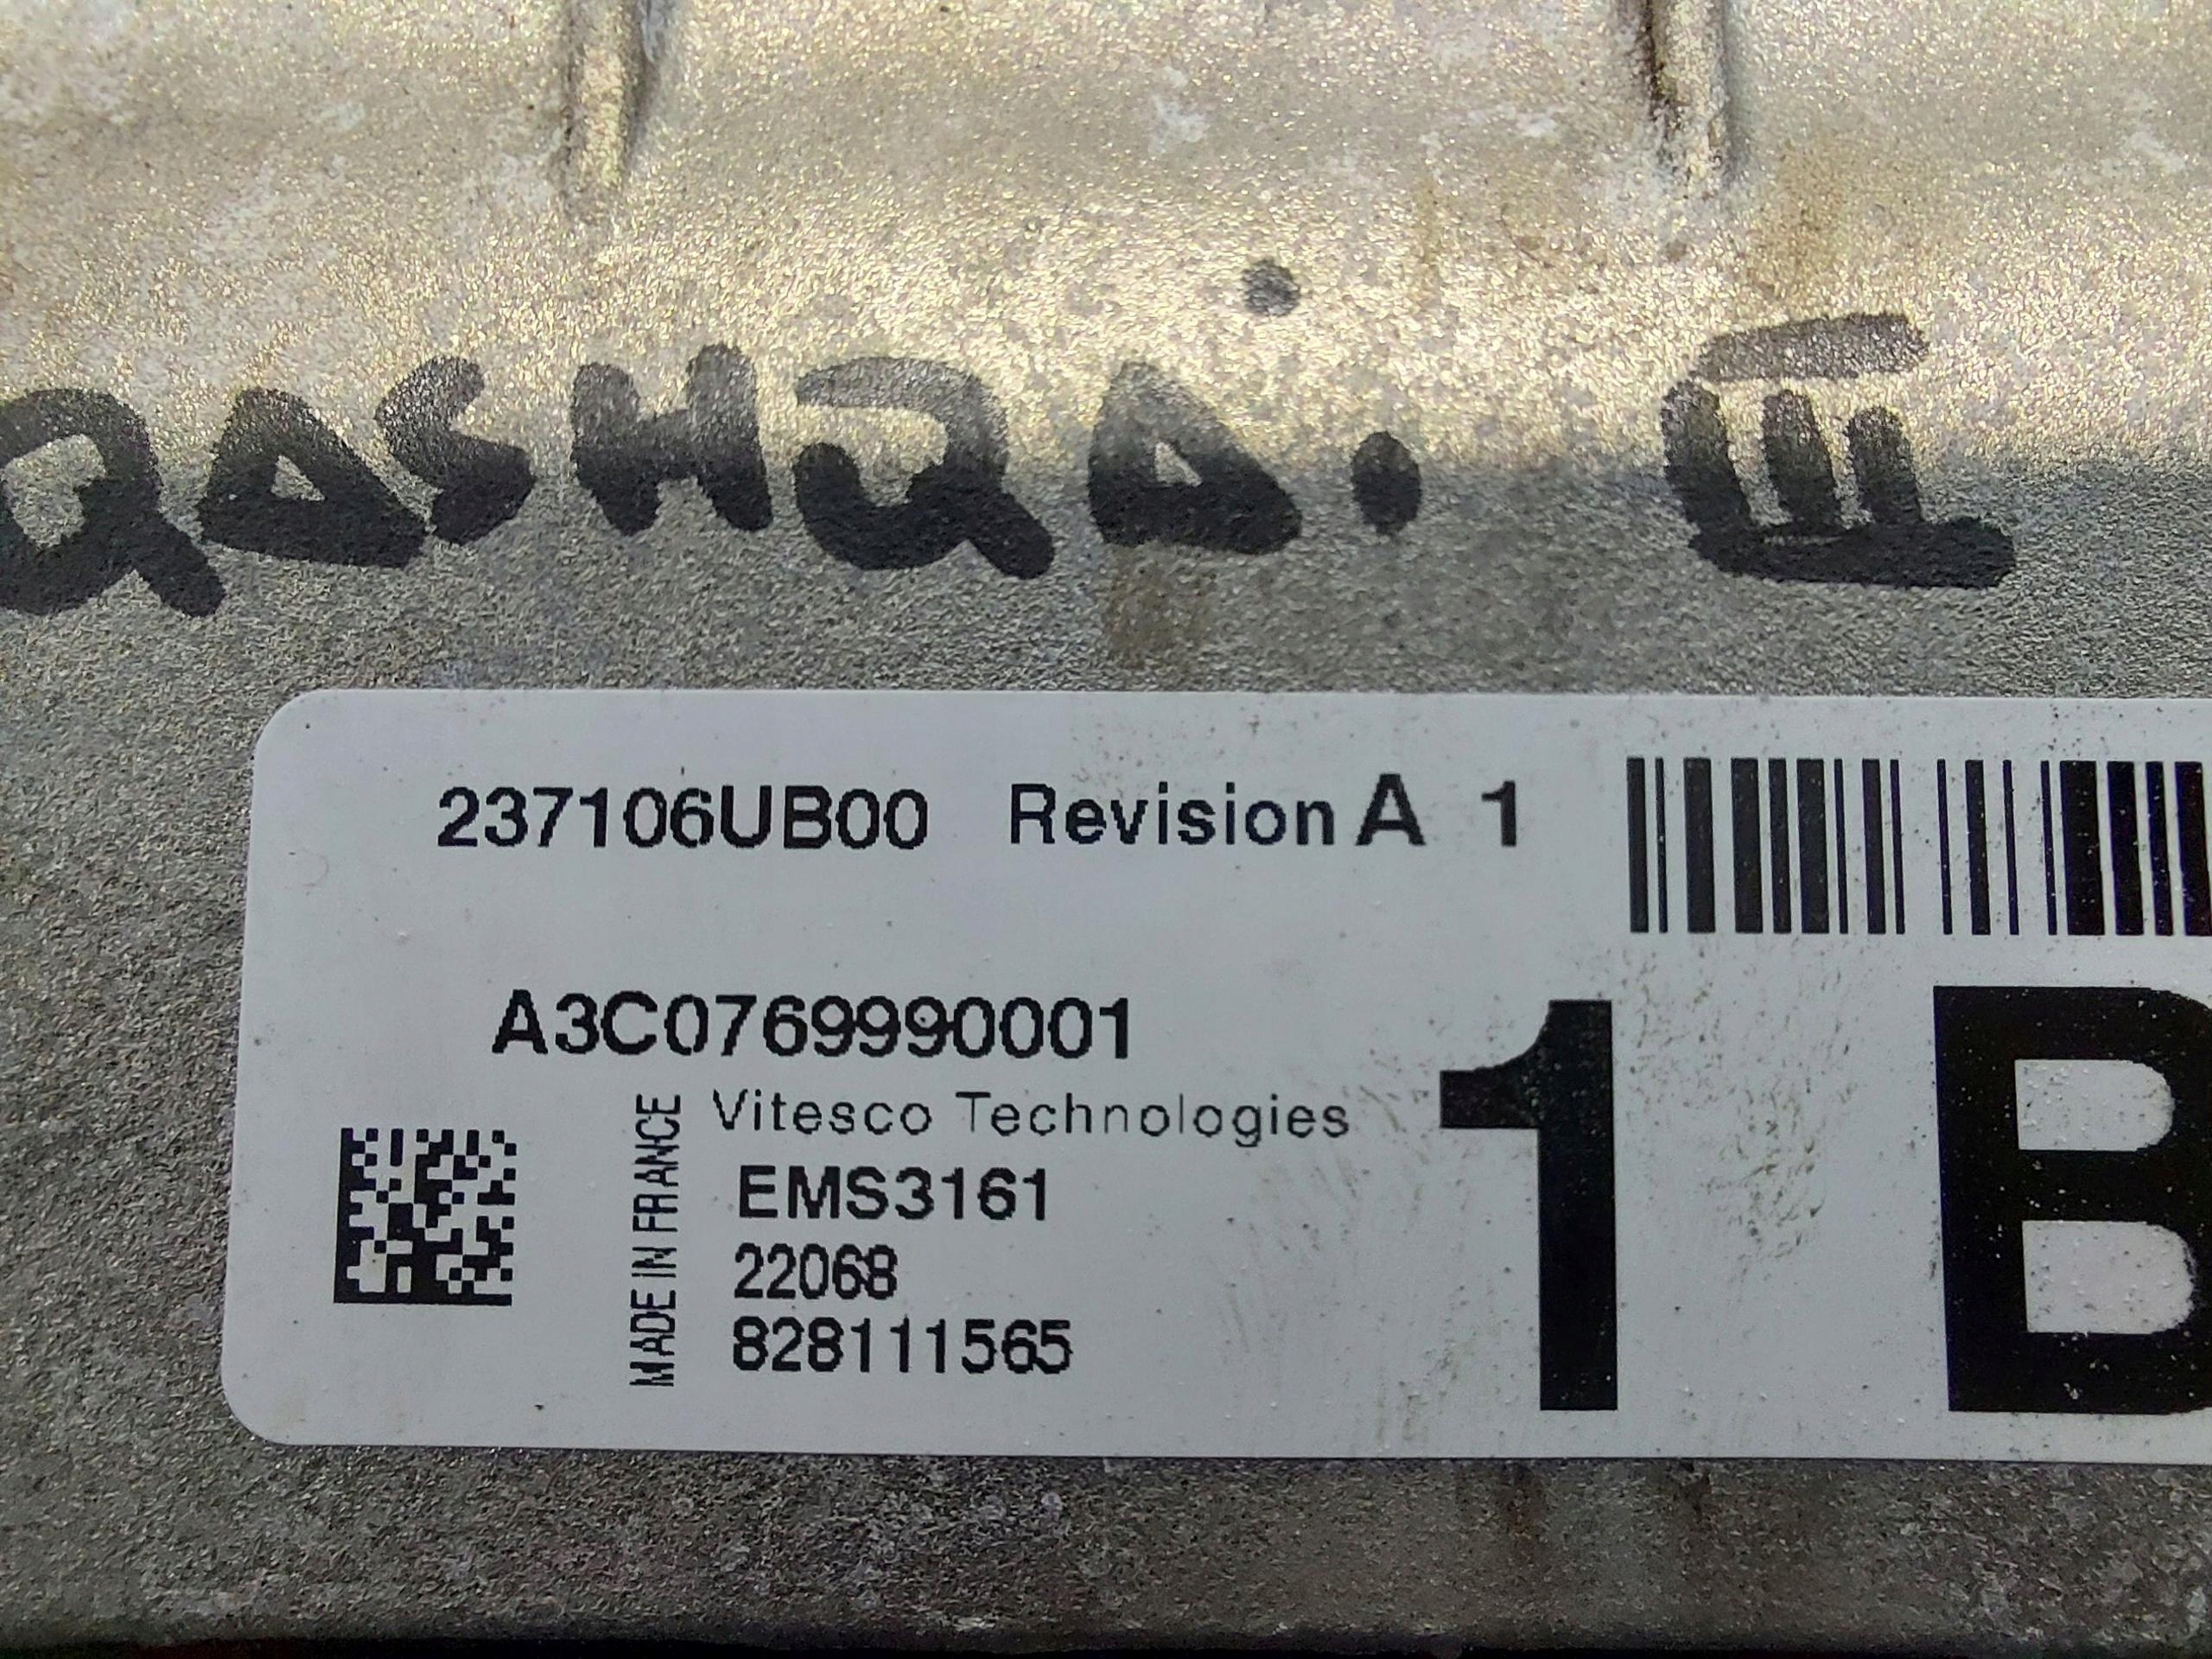 QASHQAi III
237106UB00 Revision A 1
A3C0769990001
Vitesco Technologies
MADE IN FRANCE
EMS3161
22068
828111565
1 B